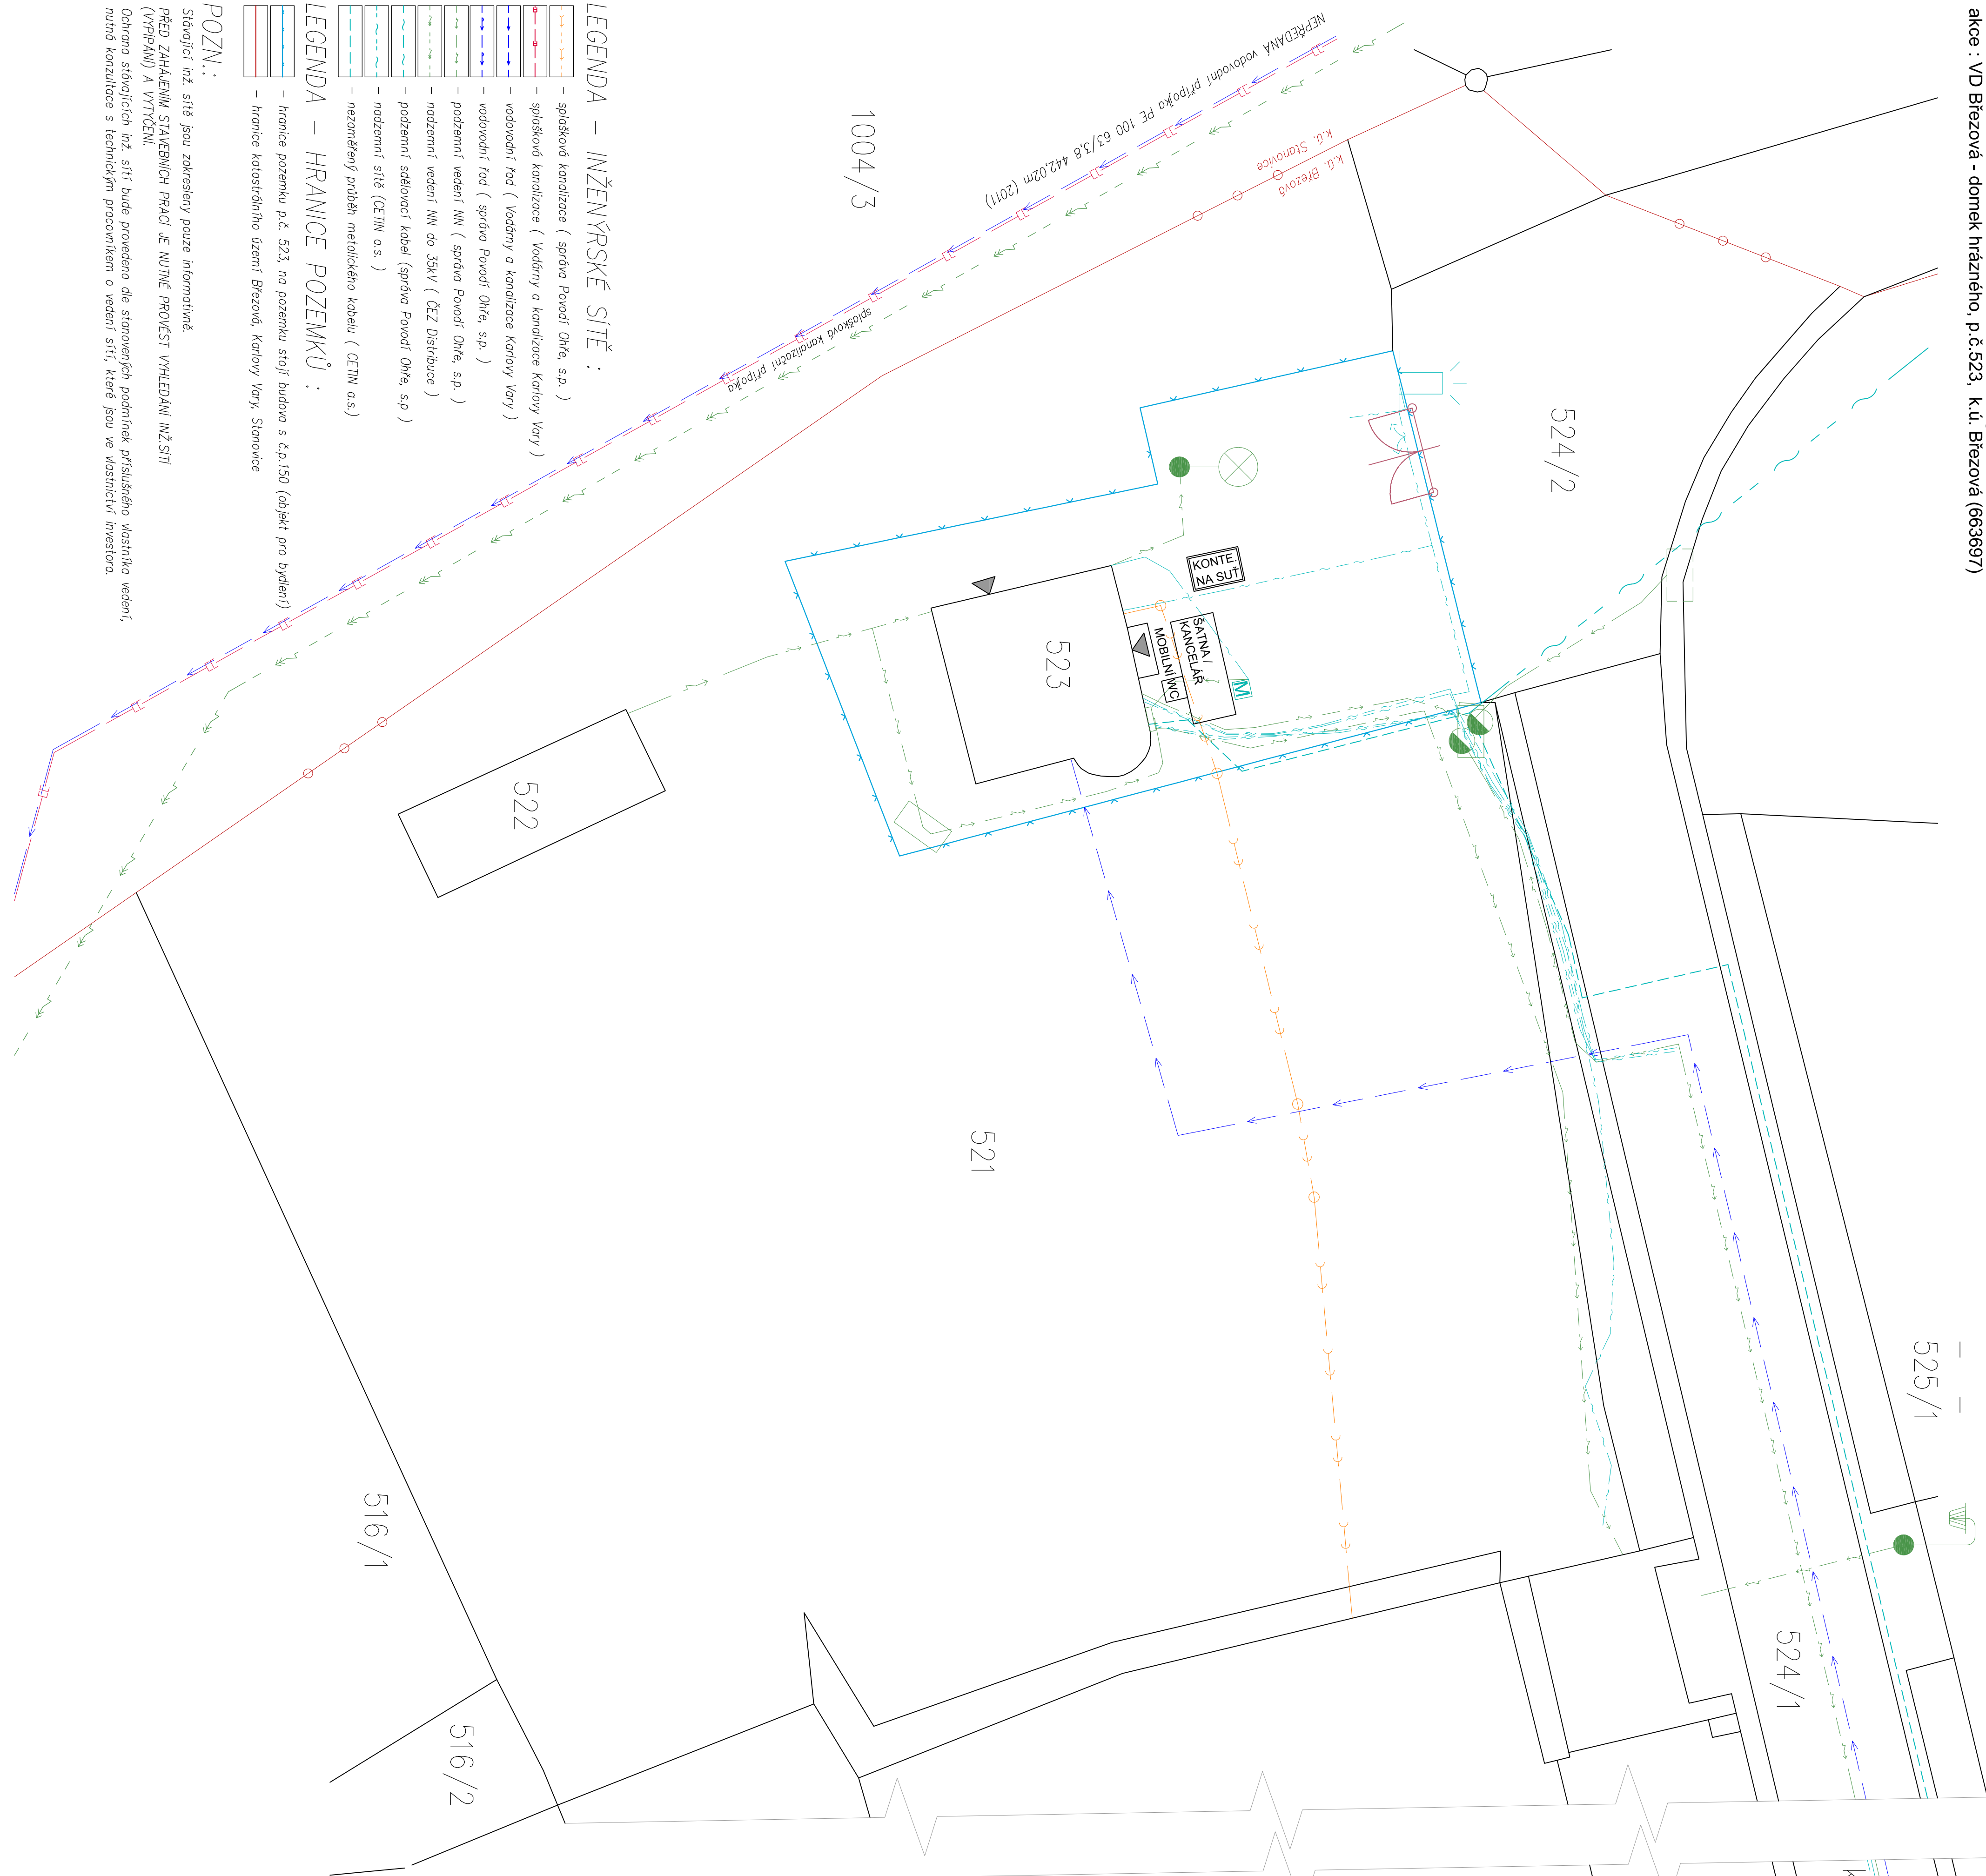 akce : VD Březová - domek hrázného, p.č.523, k.ú. Březová (663697)
LEGENDA – INŽENÝRSKÉ SÍTĚ :
– splašková kanalizace ( správa Povodí Ohře, s.p. )
– splašková kanalizace ( Vodárny a kanalizace Karlovy Vary )
– vodovodní řad ( Vodárny a kanalizace Karlovy Vary )
– vodovodní řad ( správa Povodí Ohře, s.p. )
– podzemní vedení NN ( správa Povodí Ohře, s.p. )
– nadzemní vedení NN do 35kV ( ČEZ Distribuce )
– podzemní sdělovací kabel (správa Povodí Ohře, s.p )
– nadzemní sítě (CETIN a.s. )
– nezaměřený průběh metalického kabelu ( CETIN a.s.)
LEGENDA – HRANICE POZEMKŮ :
– hranice pozemku p.č. 523, na pozemku stojí budova s č.p.150 (objekt pro bydlení)
– hranice katastrálního území Březová, Karlovy Vary, Stanovice
POZN.:
Stávající inž. sítě jsou zakresleny pouze informativně.
PŘED ZAHÁJENÍM STAVEBNÍCH PRACÍ JE NUTNÉ PROVÉST VYHLEDÁNÍ INŽ.SÍTÍ
(VYPÍPÁNÍ) A VYTYČENÍ.
Ochrana stávajících inž. sítí bude provedena dle stanovených podmínek příslušného vlastníka vedení,
nutná konzultace s technickým pracovníkem o vedení sítí, které jsou ve vlastnictví investora.
NEPŘEDANÁ vodovodní přípojka PE 100 63/3,8 442,02m (2011)
splašková kanalizační přípojka
k.ú. Stanovice
k.ú. Březová
1004/3
524/2
KONTE.
NA SUŤ
ŠATNA /
KANCELÁŘ
MOBILNÍ WC
M
523
522
521
525/1
524/1
516/1
516/2